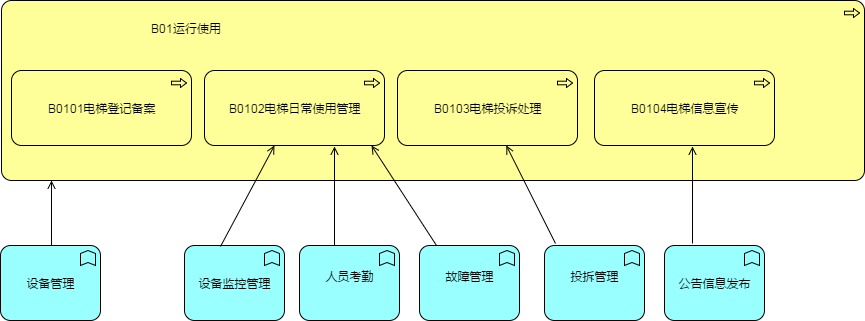 B01运行使用
B0101电梯登记备案
B0102电梯日常使用管理
B0103电梯投诉处理
B0104电梯信息宣传
设备管理
设备监控管理
人员考勤
故障管理
投拆管理
公告信息发布